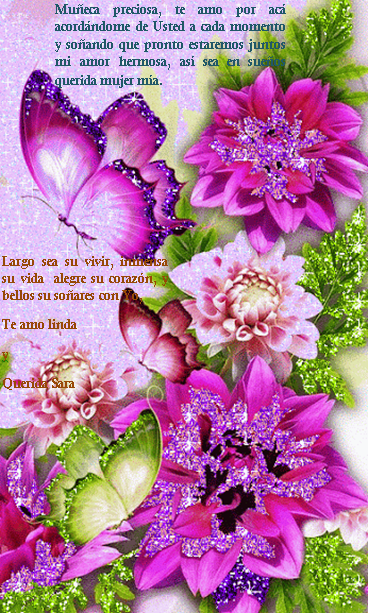 Muñeca preciosa, te amo por acá
acordándome de Usted a cada momento
y soñando que pronto estaremos juntos
mi amor hermosa, así sea en sueños
querida mujer mía.
Largo sea su vivir, inmensa
su vida alegre su corazón, y
bellos su soñares con Yo,
Te amo linda
y
Querida Sara